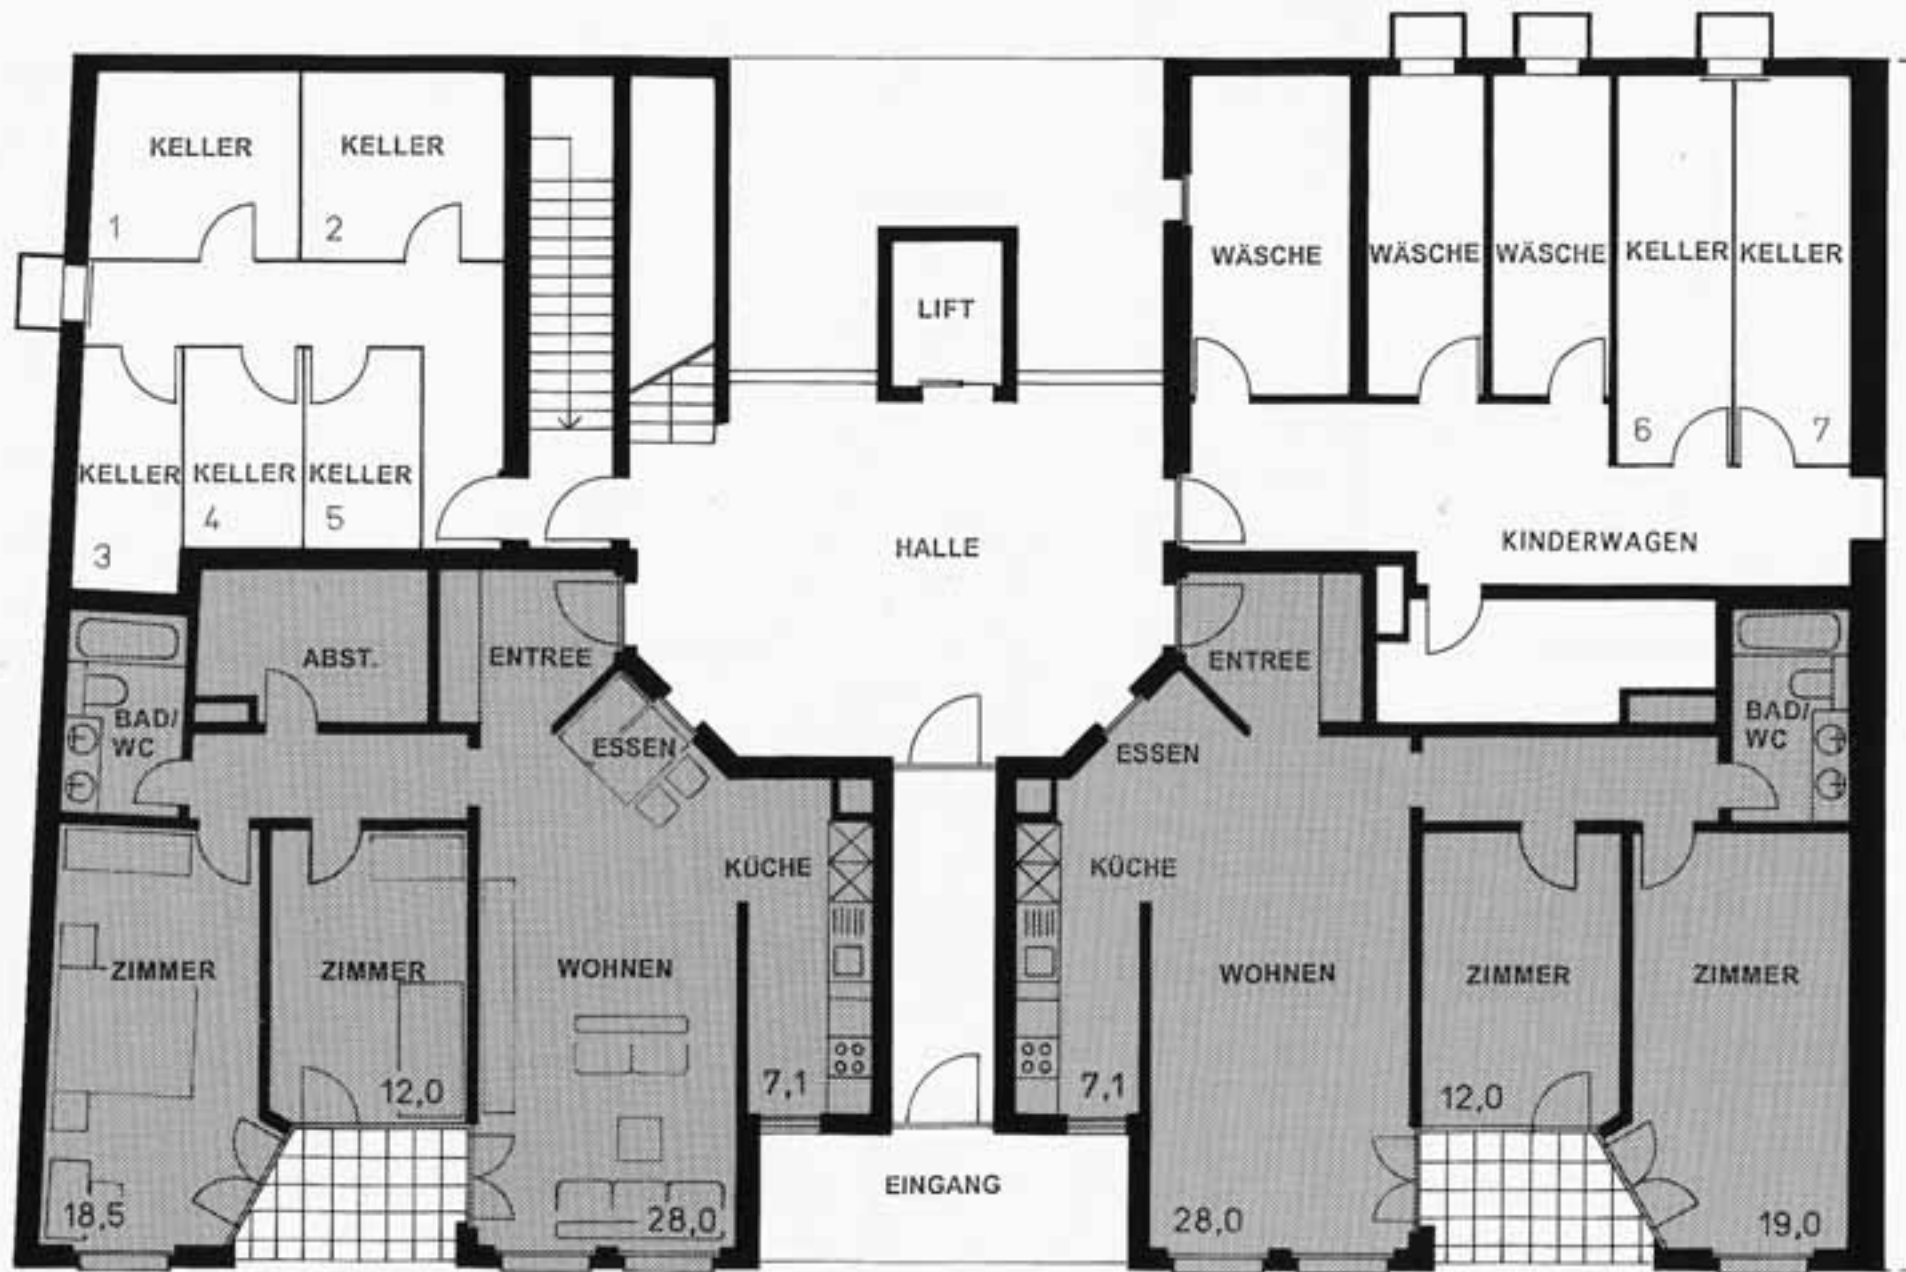 KELLER
1
KELLER
2
LIFT
WÄSCHE
WÄSCHE
WÄSCHE
KELLER
KELLER
6
7
KELLER
3
KELLER
4
KELLER
5
HALLE
KINDERWAGEN
ABST.
ENTREE
ENTREE
BAD/
WC
ESSEN
ESSEN
BAD/
WC
KÜCHE
KÜCHE
ZIMMER
ZIMMER
WOHNEN
WOHNEN
ZIMMER
ZIMMER
12,0
7,1
7,1
12,0
EINGANG
18,5
28,0
28,0
19,0